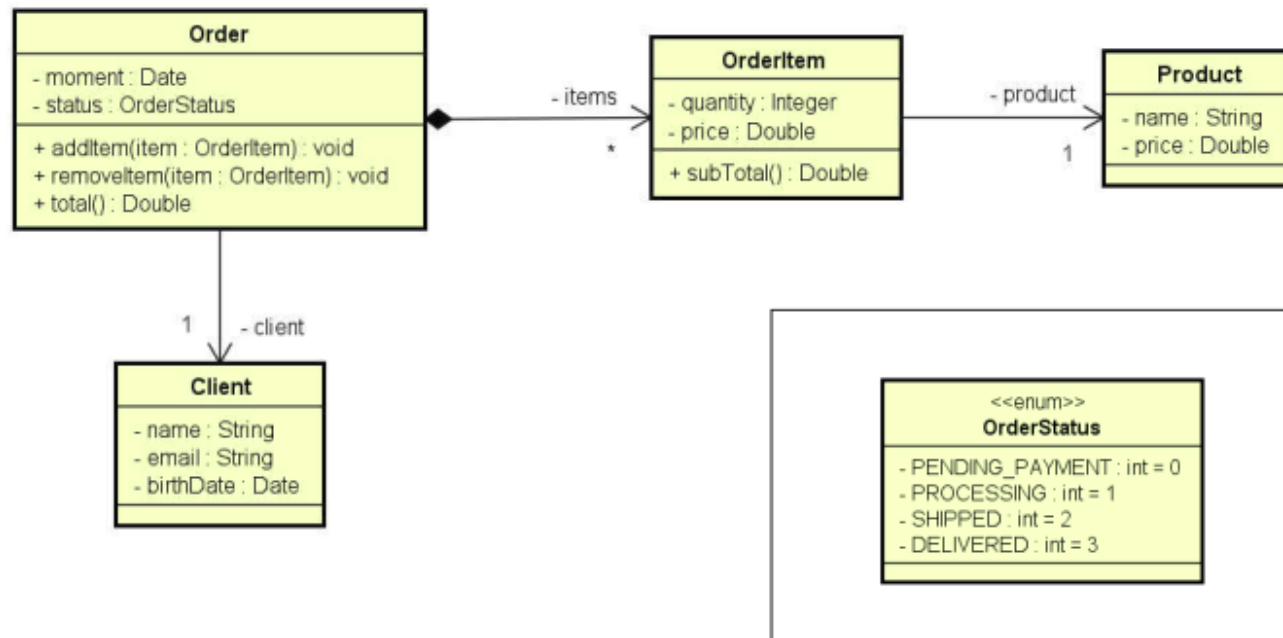 Order
- moment : Date
- status : OrderStatus
+ addItem(item : OrderItem) : void
+ removeItem(item : OrderItem) : void
+ total() : Double
- items
*
OrderItem
- quantity : Integer
- price : Double
+ subTotal() : Double
- product
1
Product
- name : String
- price : Double
1
- client
Client
- name : String
- email : String
- birthDate : Date
<<enum>>
OrderStatus
- PENDING_PAYMENT : int = 0
- PROCESSING : int = 1
- SHIPPED : int = 2
- DELIVERED : int = 3